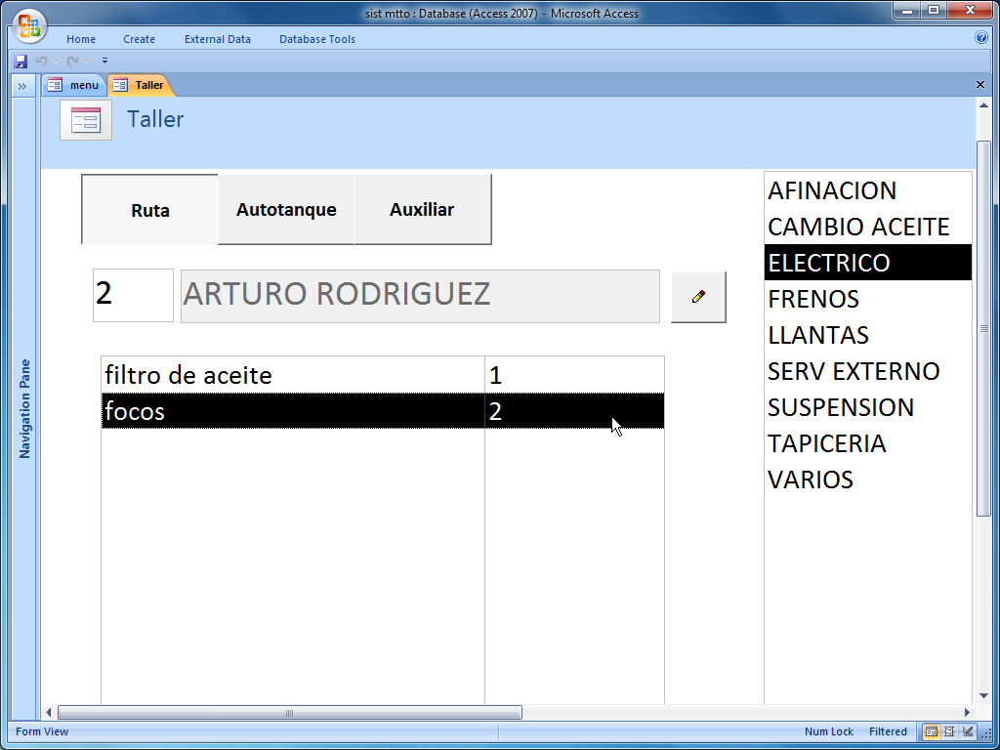 sist mtto : Database (Access 2007) - Microsoft Access
Home Create External Data Database Tools
menu Taller
Taller
Ruta Autotanque Auxiliar
2 ARTURO RODRIGUEZ
filtro de aceite 1
focos 2
AFINACION
CAMBIO ACEITE
ELECTRICO
FRENOS
LLANTAS
SERV EXTERNO
SUSPENSION
TAPICERIA
VARIOS
Navigation Pane
Form View Num Lock Filtered